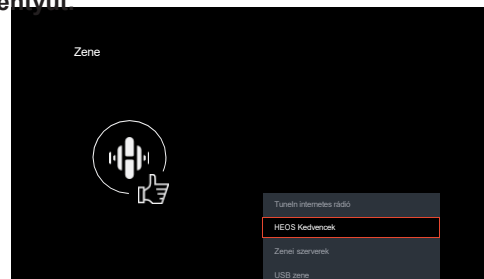 Zene
TuneIn internetes rádió
HEOS Kedvencek
Zenei szerverek
USB zene